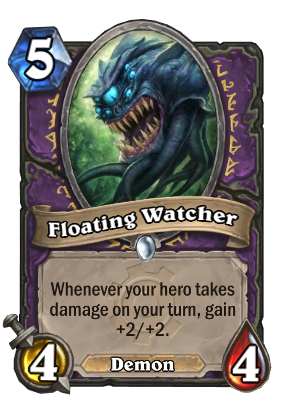 5
Floating Watcher
Whenever your hero takes
damage on your turn, gain
+2/+2.
4
Demon
4